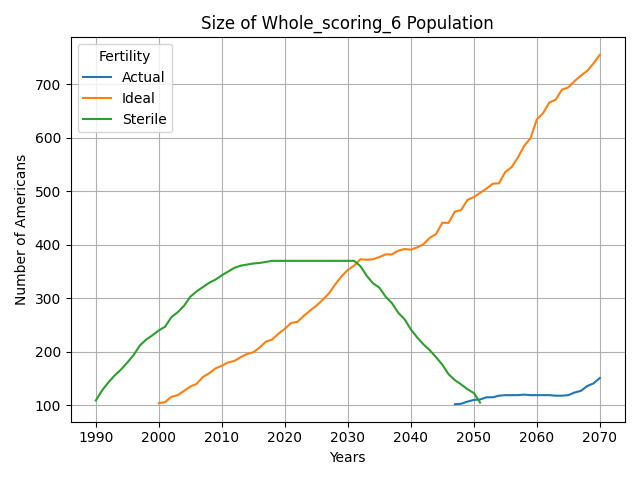 Size of Whole_scoring_6 Population
Fertility
Actual
Ideal
Sterile
Number of Americans
700
600
500
400
300
200
100
1990 2000 2010 2020 2030 2040 2050 2060 2070
Years